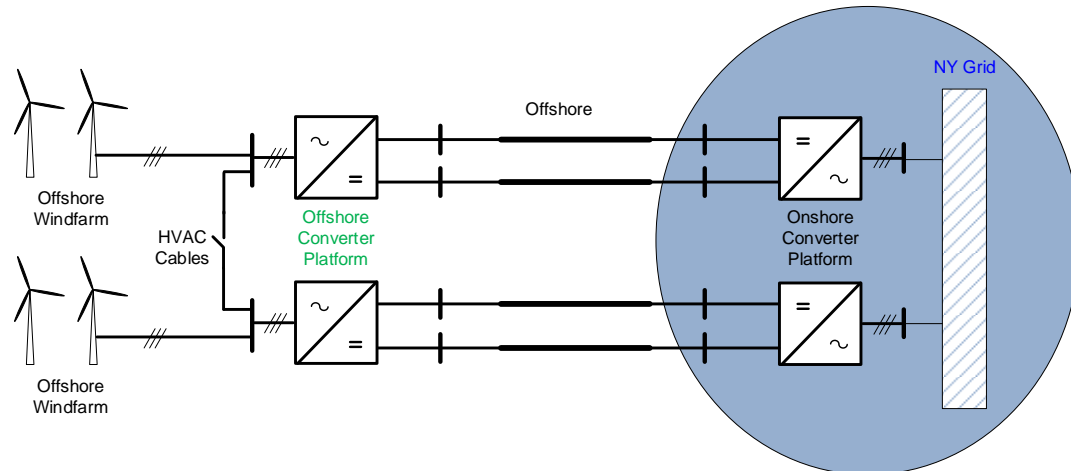 NY Grid
Offshore
Offshore
Windfarm
HVAC
Cables
Offshore
Converter
Platform
Onshore
Converter
Platform
Offshore
Windfarm